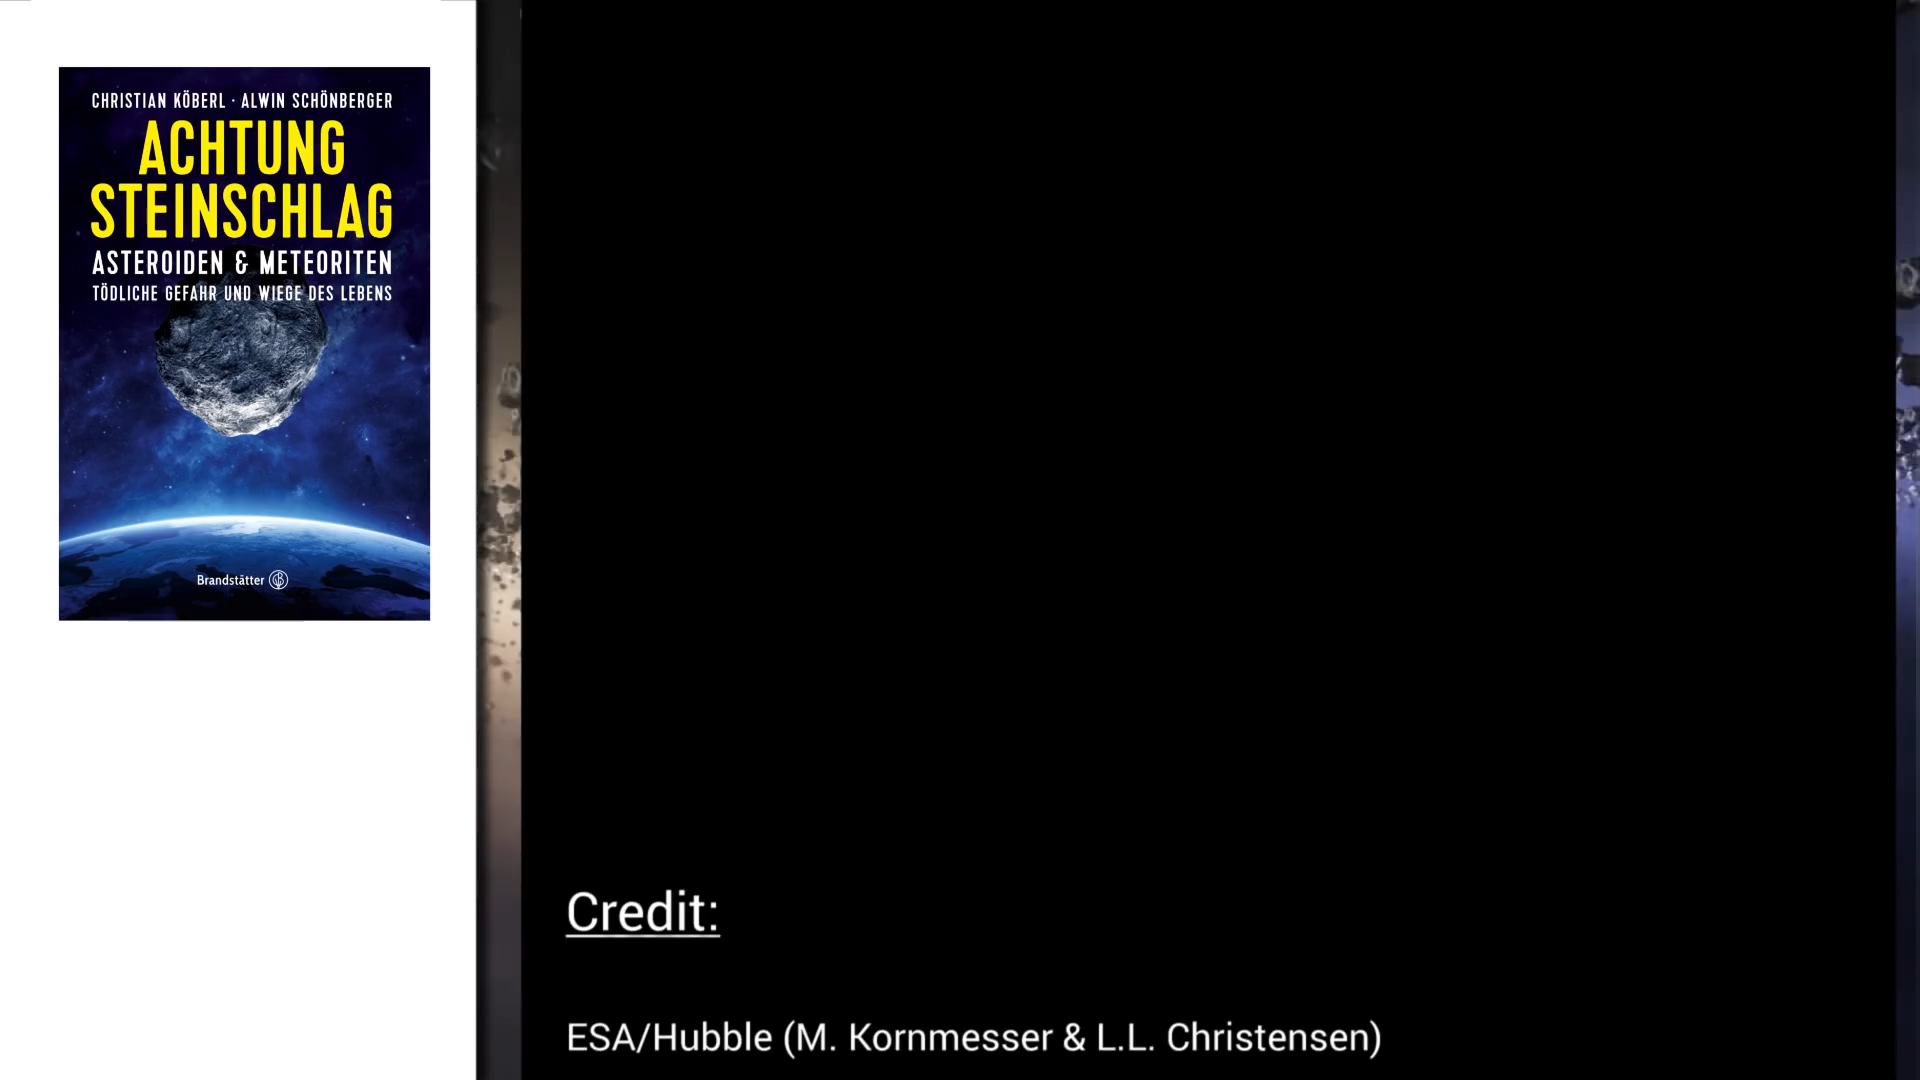 CHRISTIAN KÖBERL · ALWIN SCHÖNBERGER
ACHTUNG
STEINSCHLAG
ASTEROIDEN & METEORITEN
TÖDLICHE GEFAHR UND WIEGE DES LEBENS
Brandstätter
Credit:
ESA/Hubble (M. Kornmesser & L.L. Christensen)